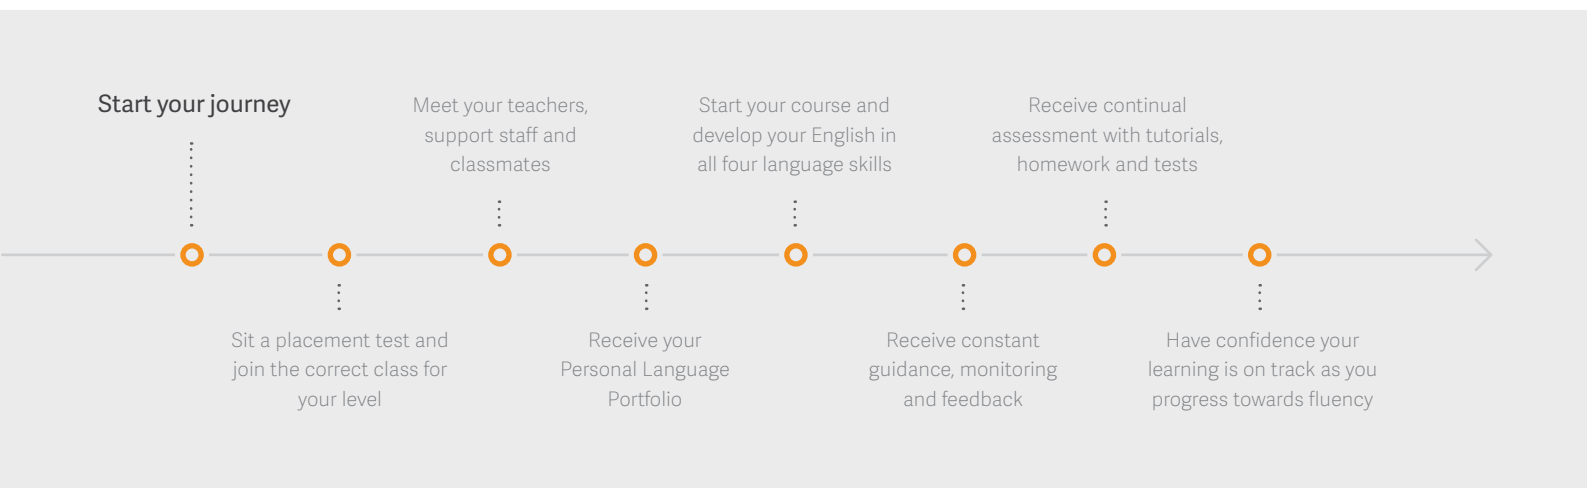 Start your journey
Sit a placement test and
join the correct class for
your level
Meet your teachers,
support staff and
classmates
Receive your
Personal Language
Portfolio
Start your course and
develop your English in
all four language skills
Receive constant
guidance, monitoring
and feedback
Receive continual
assessment with tutorials,
homework and tests
Have confidence your
learning is on track as you
progress towards fluency